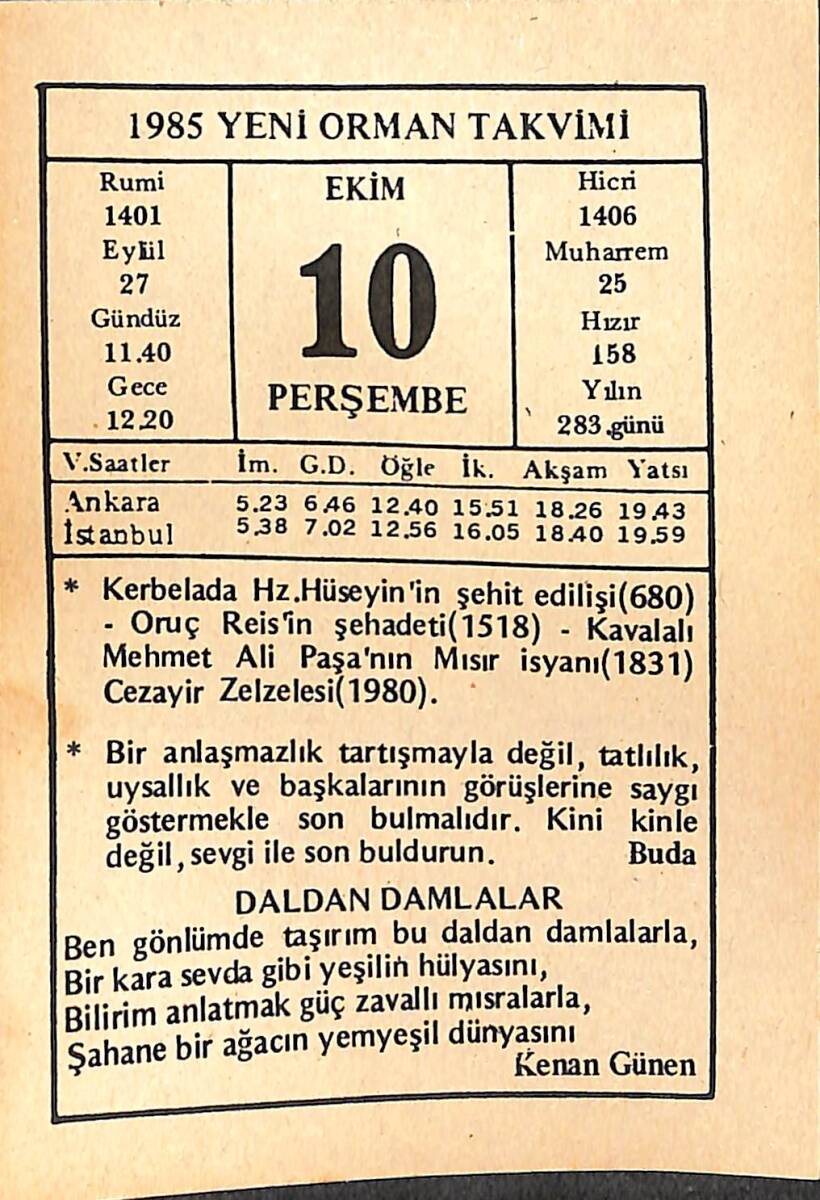 1985 YENİ ORMAN TAKVİMİ
Rumi
1401
Eylül
27
Gündüz
11.40
Gece
12.20
EKİM
10
PERŞEMBE
Hicri
1406
Muharrem
25
Hızır
158
Yılın
283.günü
V.Saatler İm. G.D. Öğle İk. Akşam Yatsı
Ankara 5.23 6.46 12.40 15.51 18.26 19.43
İstanbul 5.38 7.02 12.56 16.05 18.40 19.59
* Kerbelada Hz.Hüseyin'in şehit edilişi(680)
- Oruç Reis'in şehadeti(1518) - Kavalalı
Mehmet Ali Paşa'nın Mısır isyanı(1831)
Cezayir Zelzelesi(1980).
* Bir anlaşmazlık tartışmayla değil, tatlılık,
uysallık ve başkalarının görüşlerine saygı
göstermekle son bulmalıdır. Kini kinle
değil, sevgi ile son buldurun. Buda
DALDAN DAMLALAR
Ben gönlümde taşırım bu daldan damlalarla,
Bir kara sevda gibi yeşilin hülyasını,
Bilirim anlatmak güç zavallı mısralarla,
Şahane bir ağacın yemyeşil dünyasını
Kenan Günen